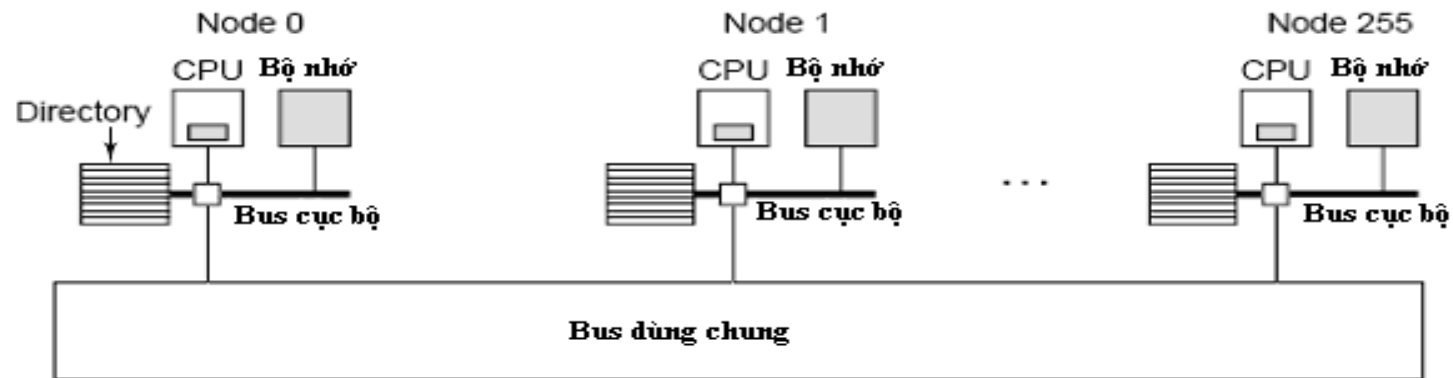 Node 0
Node 1
Node 255
CPU Bộ nhớ
CPU Bộ nhớ
CPU Bộ nhớ
Directory
Bus cục bộ
Bus cục bộ
Bus cục bộ
...
Bus dùng chung